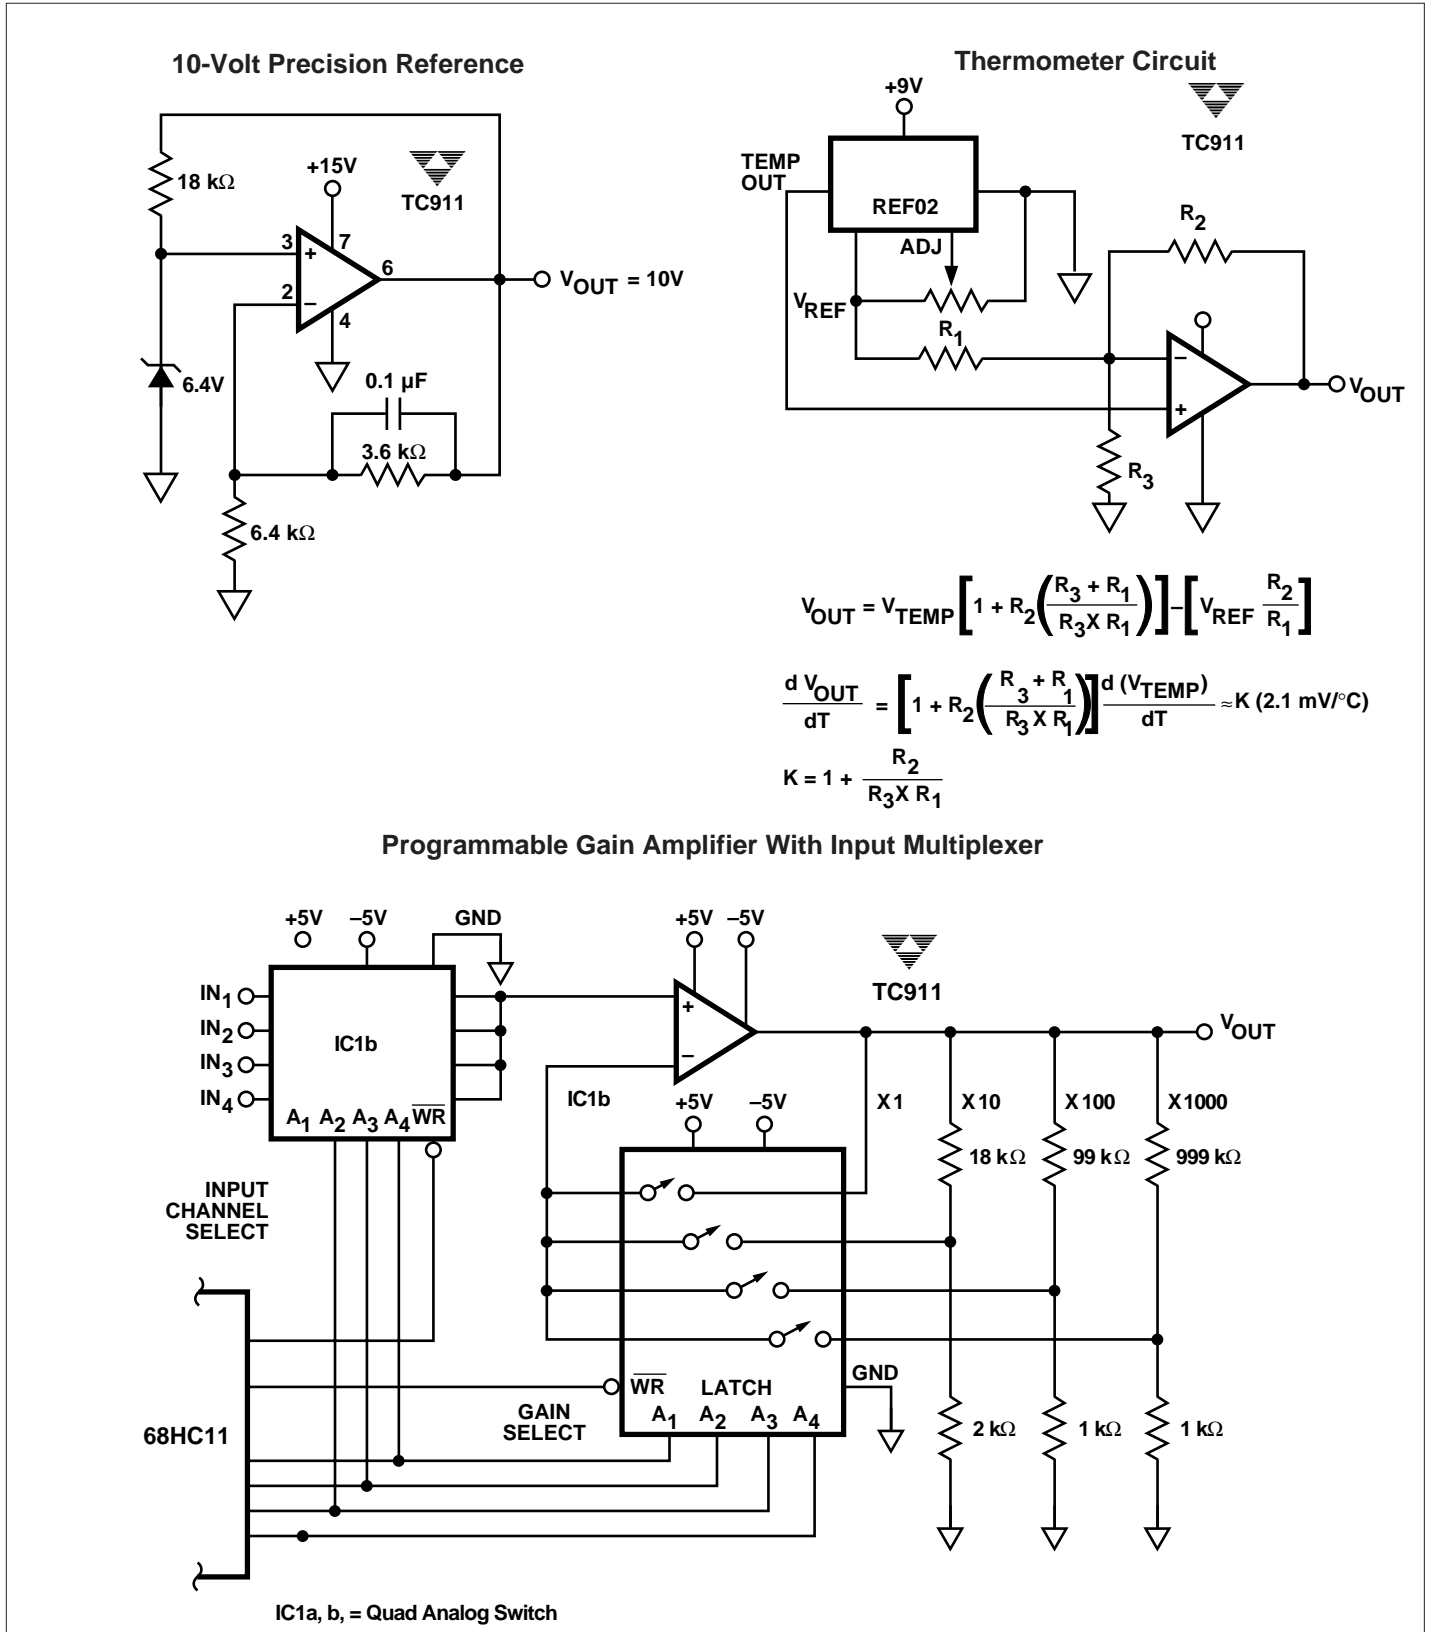 10-Volt Precision Reference
+15V
18 kΩ
TC911
3
+
7
6
2
–
4
VOUT = 10V
6.4V
0.1 µF
3.6 kΩ
6.4 kΩ
Thermometer Circuit
+9V
TC911
TEMP
OUT
REF02
ADJ
VREF
R1
R2
–
+
VOUT
R3
VOUT = VTEMP [1 + R2 (R3 + R1 / R3 X R1)] – [VREF R2 / R1]
d VOUT / dT = [1 + R2 (R3 + R1 / R3 X R1)] d (VTEMP) / dT ≈ K (2.1 mV/°C)
K = 1 + R2 / R3 X R1
Programmable Gain Amplifier With Input Multiplexer
+5V –5V GND
+5V –5V
TC911
IN1
IN2
IN3
IN4
IC1b
A1 A2 A3 A4 WR
+
–
VOUT
IC1b
+5V –5V
X1 X10 X100 X1000
18 kΩ 99 kΩ 999 kΩ
INPUT
CHANNEL
SELECT
GND
WR LATCH
A1 A2 A3 A4
GAIN
SELECT
68HC11
2 kΩ 1 kΩ 1 kΩ
IC1a, b, = Quad Analog Switch